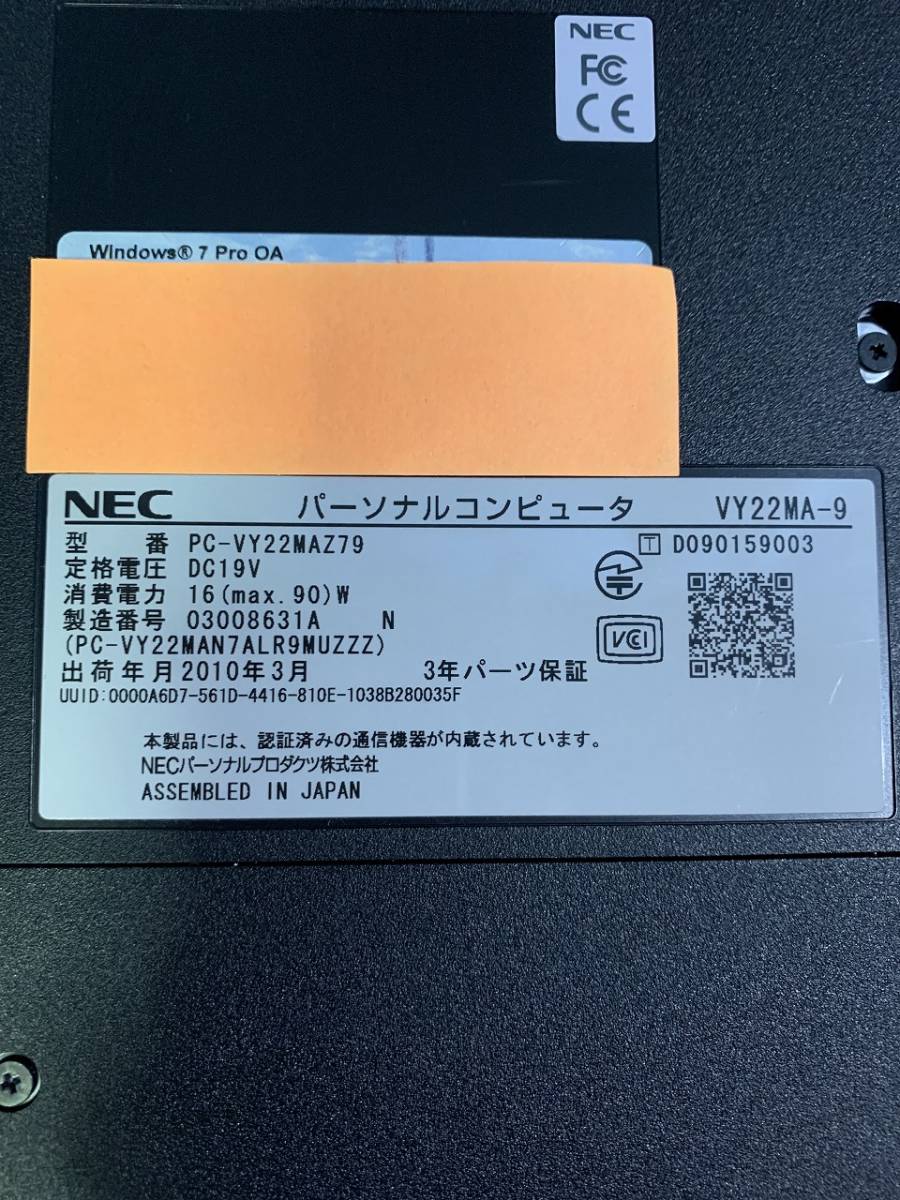 NEC
FC
CE
Windows® 7 Pro OA
NEC パーソナルコンピュータ VY22MA-9
型 番 PC-VY22MAZ79 T D090159003
定格電圧 DC19V
消費電力 16(max.90)W
製造番号 03008631A N
(PC-VY22MAN7ALR9MUZZZ)
VCCI
出荷年月 2010年3月 3年パーツ保証
UUID:0000A6D7-561D-4416-810E-1038B280035F
本製品には、認証済みの通信機器が内蔵されています。
NECパーソナルプロダクツ株式会社
ASSEMBLED IN JAPAN